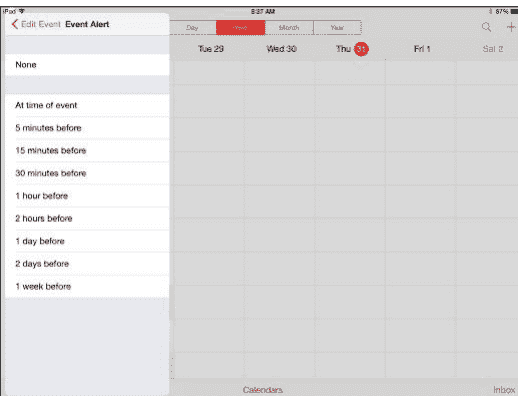 iPad 8:37 AM 87%
Edit Event Event Alert
Day Week Month Year
Tue 29 Wed 30 Thu 31 Fri 1 Sat 2
None
At time of event
5 minutes before
15 minutes before
30 minutes before
1 hour before
2 hours before
1 day before
2 days before
1 week before
Calendars Inbox